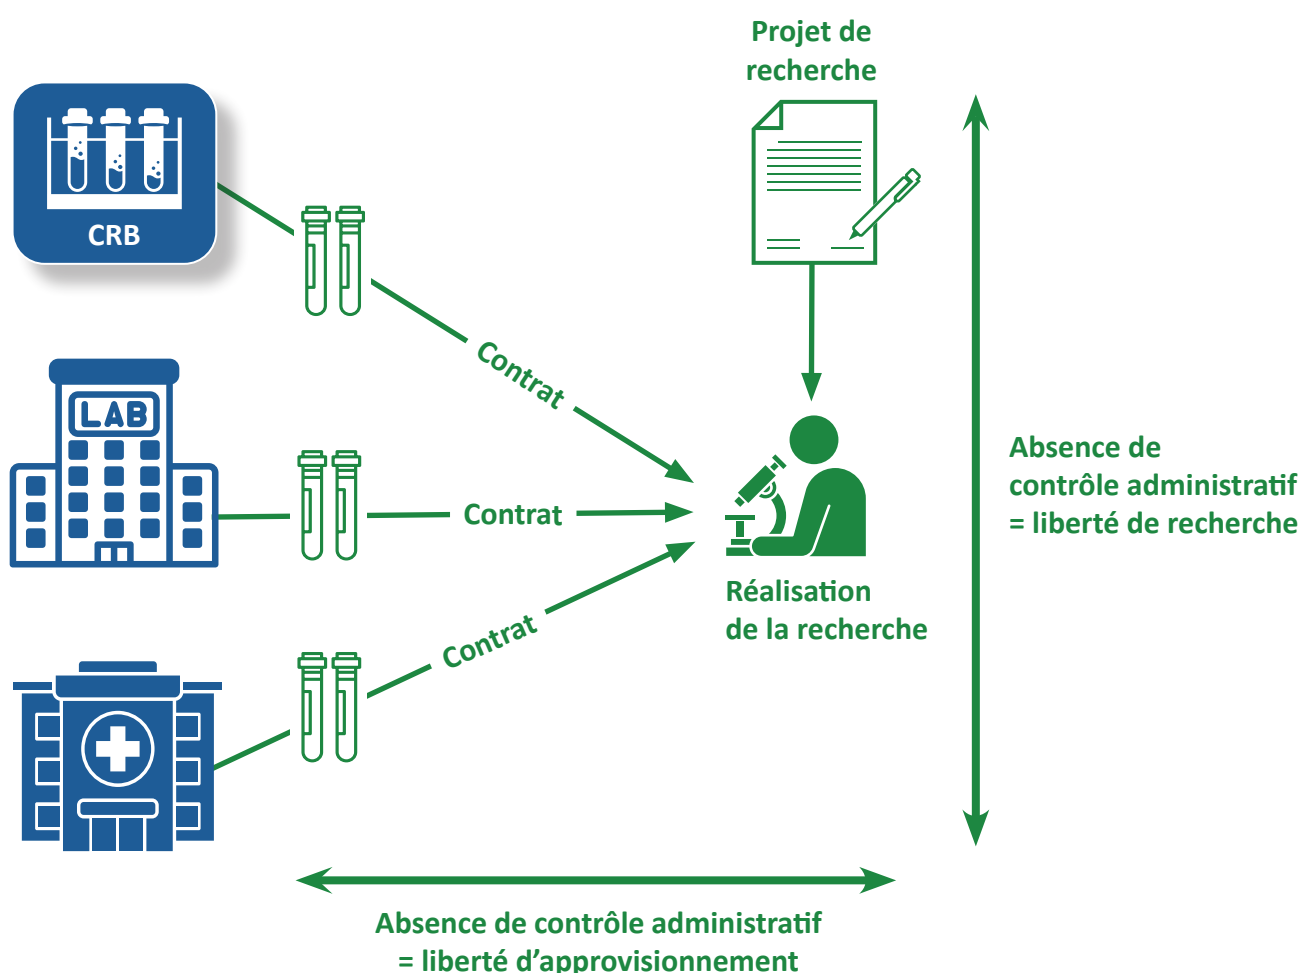 Projet de
recherche
CRB
Contrat
LAB
Contrat
Absence de
contrôle administratif
= liberté de recherche
Réalisation
de la recherche
Contrat
Absence de contrôle administratif
= liberté d’approvisionnement